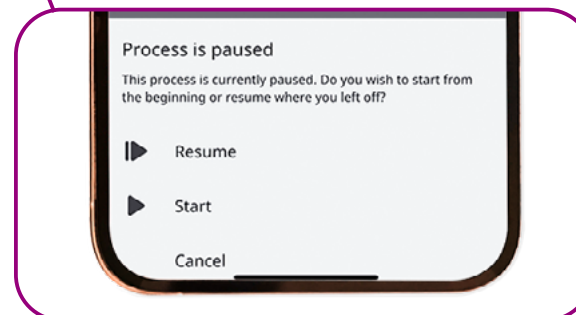 Process is paused
This process is currently paused. Do you wish to start from
the beginning or resume where you left off?
Resume
Start
Cancel